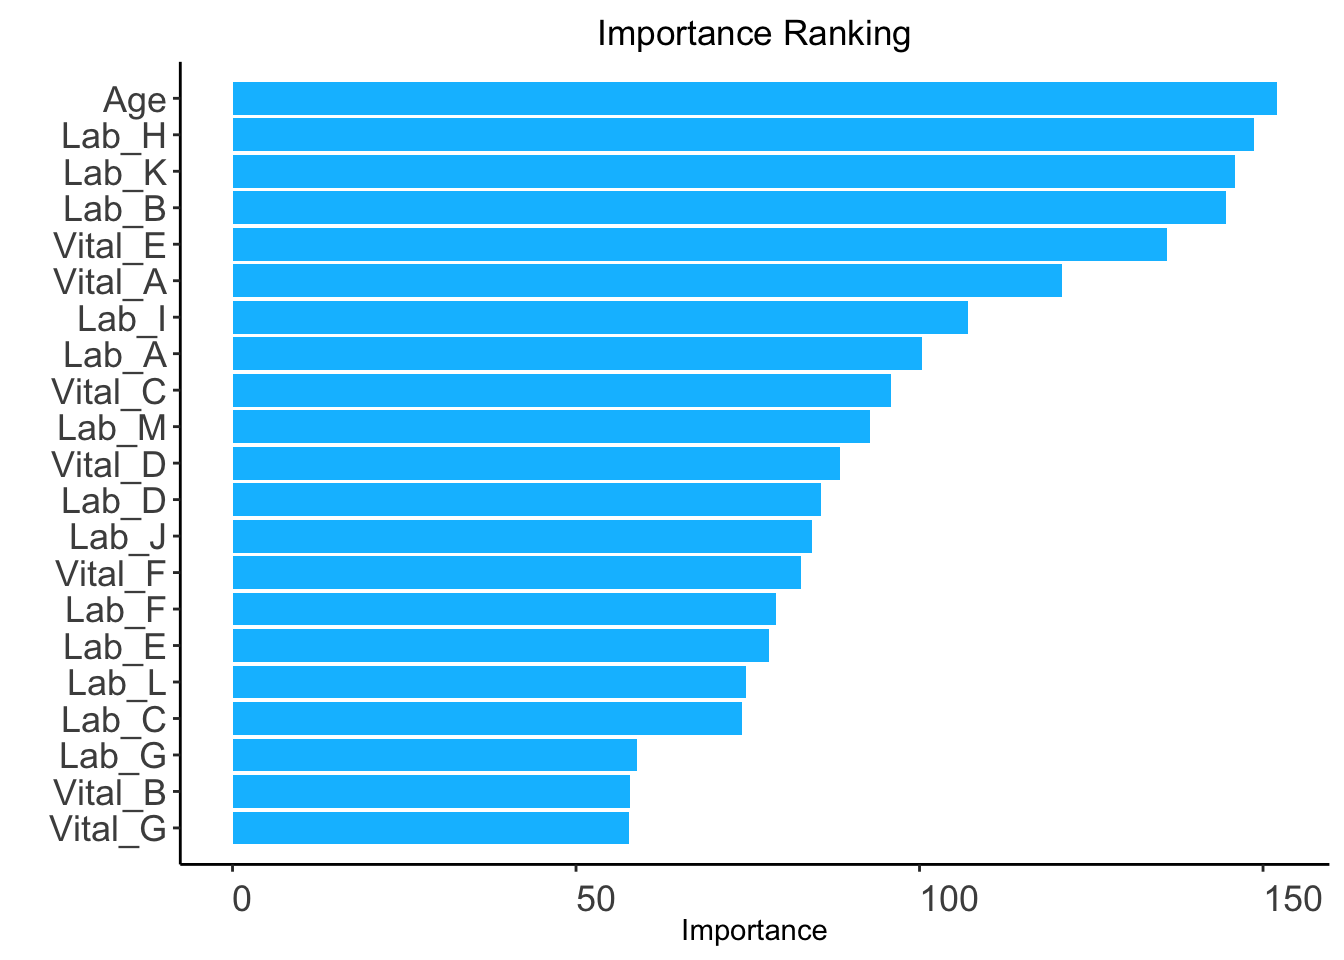 Importance Ranking
Age
Lab_H
Lab_K
Lab_B
Vital_E
Vital_A
Lab_I
Lab_A
Vital_C
Lab_M
Vital_D
Lab_D
Lab_J
Vital_F
Lab_F
Lab_E
Lab_L
Lab_C
Lab_G
Vital_B
Vital_G
0 50 100 150
Importance